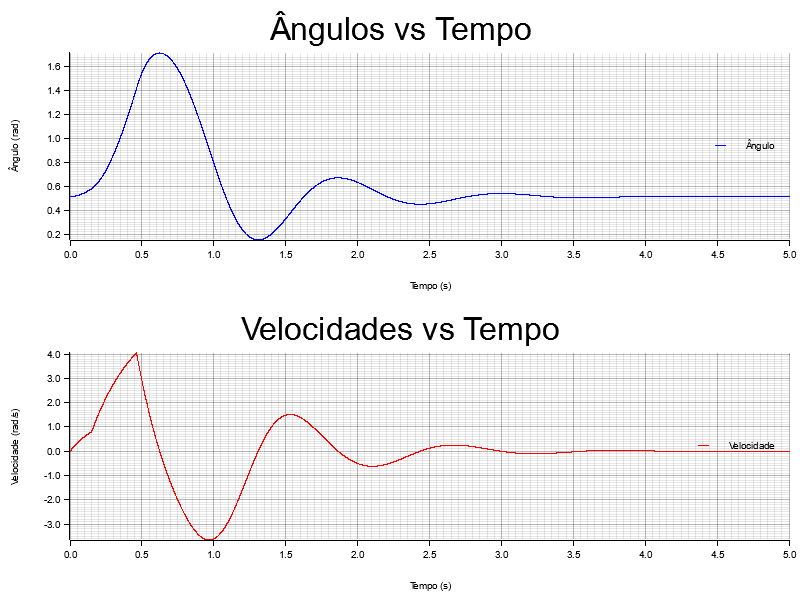 Ângulos vs Tempo
Ângulo (rad)
1.6
1.4
1.2
1.0
0.8
0.6
0.4
0.2
Ângulo
0.0 0.5 1.0 1.5 2.0 2.5 3.0 3.5 4.0 4.5 5.0
Tempo (s)
Velocidades vs Tempo
Velocidade (rad/s)
4.0
3.0
2.0
1.0
0.0
-1.0
-2.0
-3.0
Velocidade
0.0 0.5 1.0 1.5 2.0 2.5 3.0 3.5 4.0 4.5 5.0
Tempo (s)